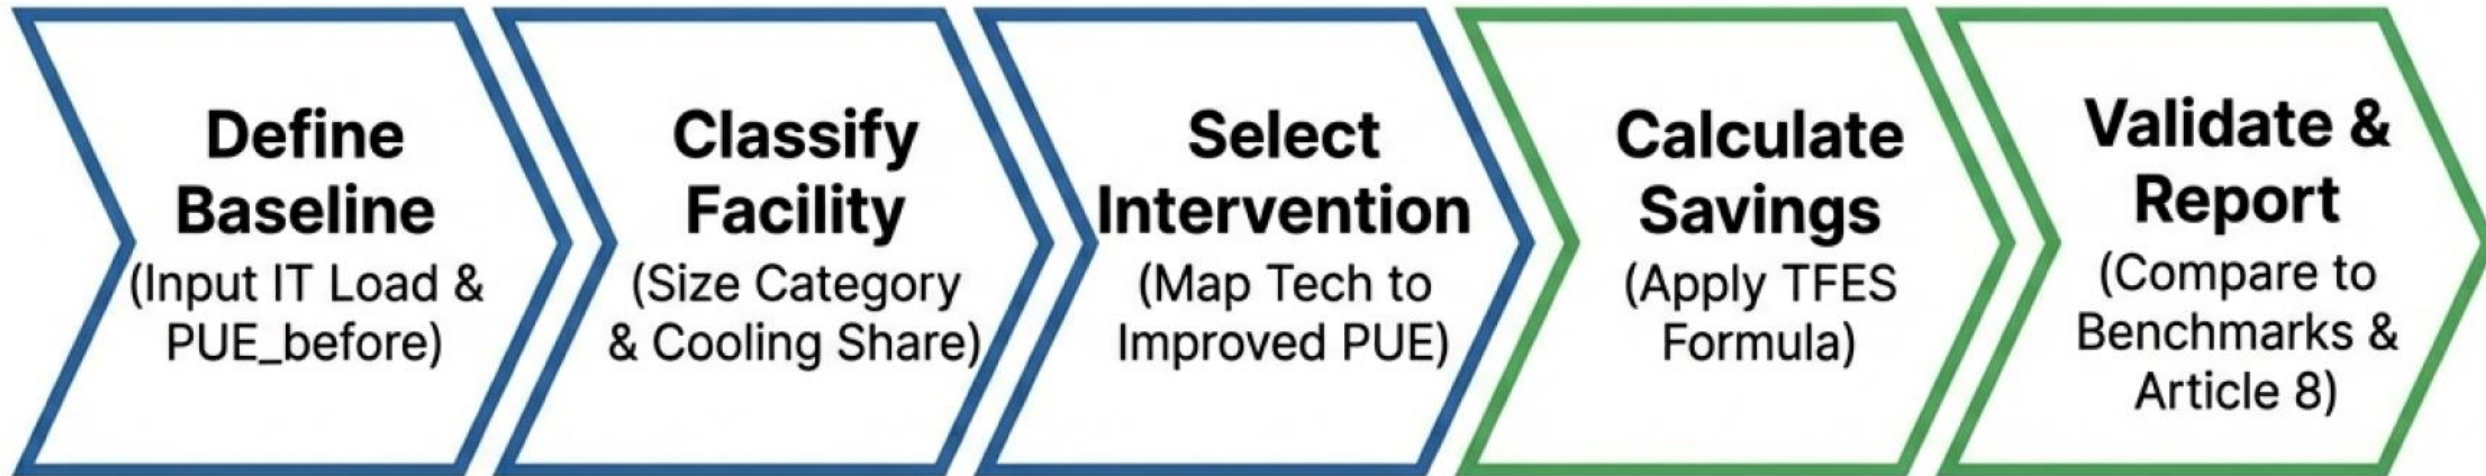 Define
Baseline
(Input IT Load &
PUE_before)
Classify
Facility
(Size Category
& Cooling Share)
Select
Intervention
(Map Tech to
Improved PUE)
Calculate
Savings
(Apply TFES
Formula)
Validate &
Report
(Compare to
Benchmarks &
Article 8)